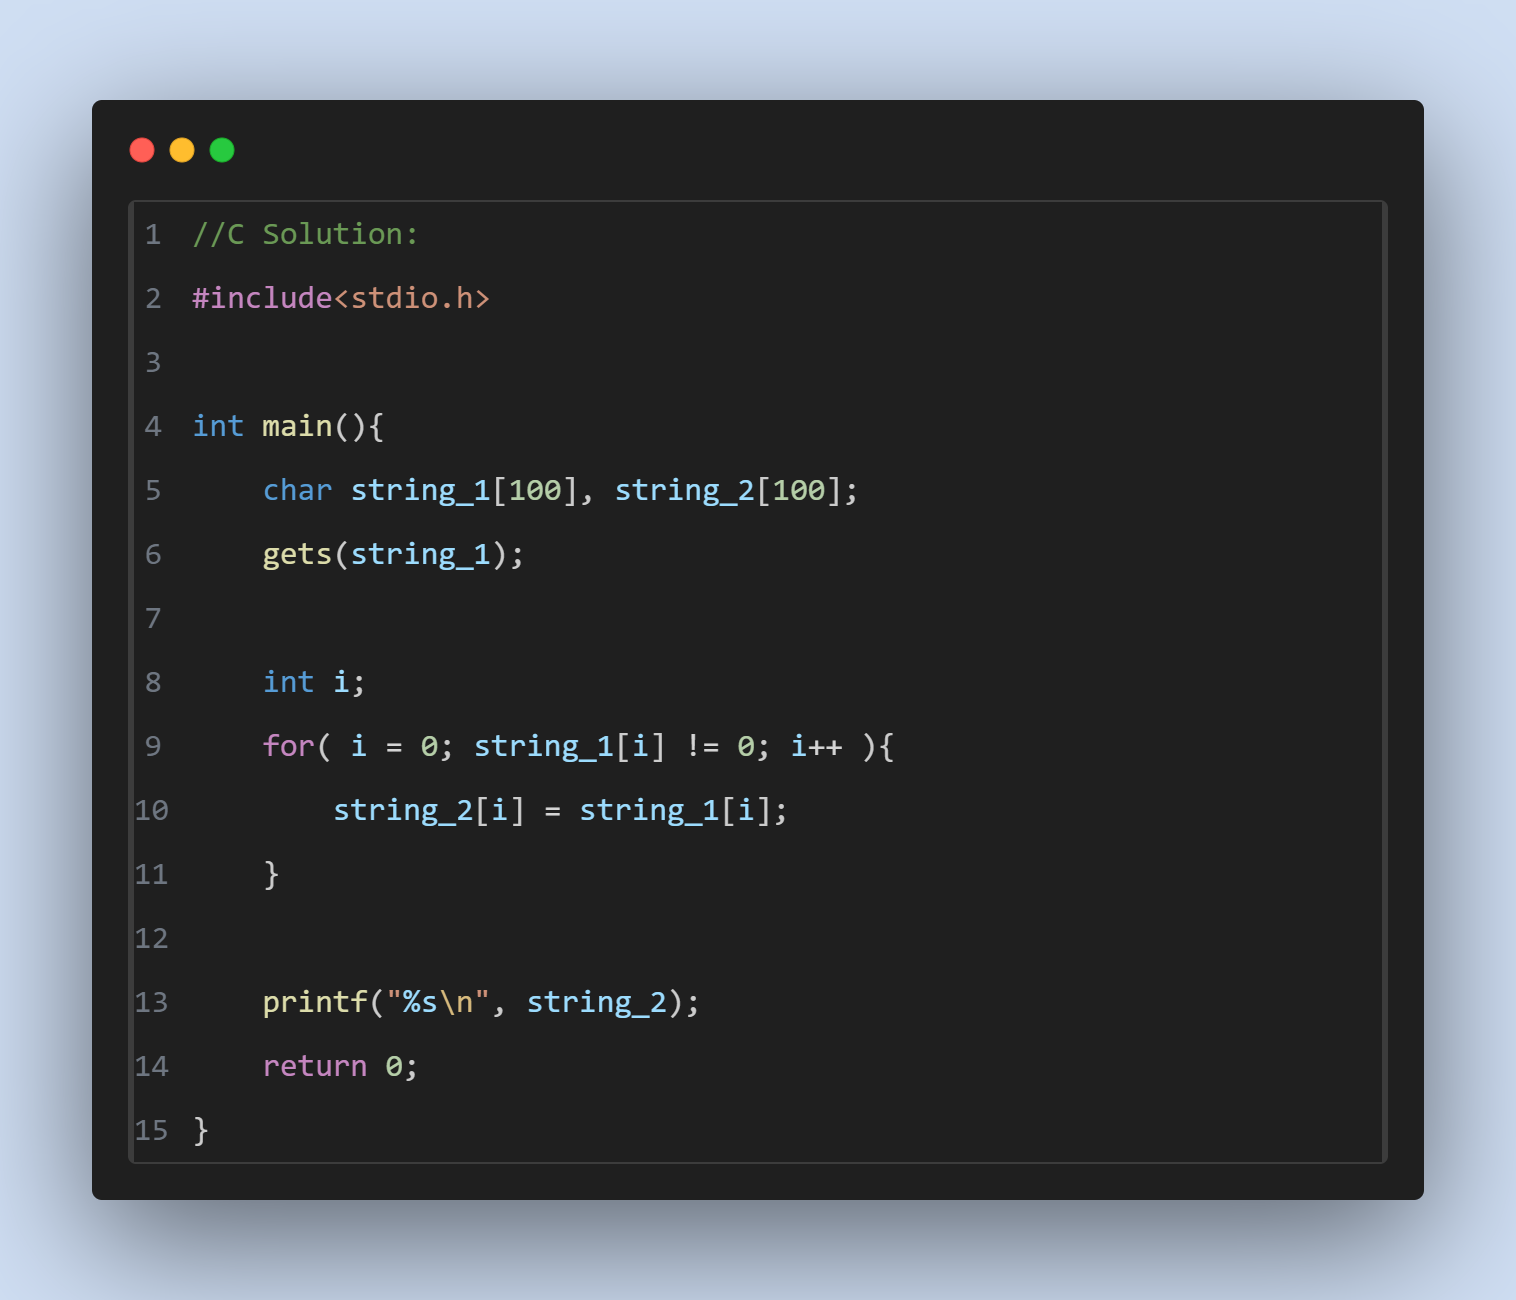 1 //C Solution:
2 #include<stdio.h>
3
4 int main(){
5     char string_1[100], string_2[100];
6     gets(string_1);
7
8     int i;
9     for( i = 0; string_1[i] != 0; i++ ){
10         string_2[i] = string_1[i];
11     }
12
13     printf("%s\n", string_2);
14     return 0;
15 }